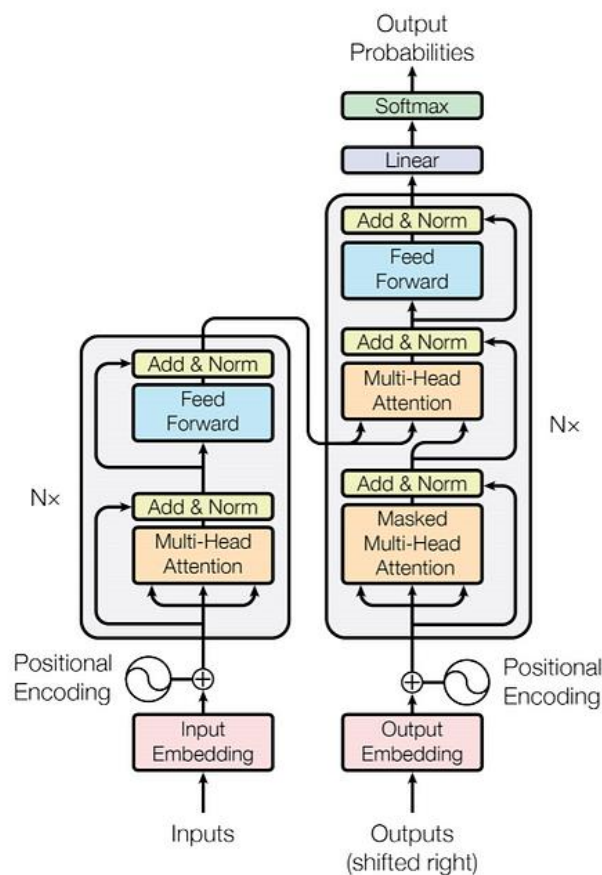 Output
Probabilities
Softmax
Linear
Add & Norm
Feed
Forward
Add & Norm
Multi-Head
Attention
Nx
Add & Norm
Masked
Multi-Head
Attention
Add & Norm
Feed
Forward
Nx
Add & Norm
Multi-Head
Attention
Positional
Encoding
Positional
Encoding
Input
Embedding
Output
Embedding
Inputs
Outputs
(shifted right)